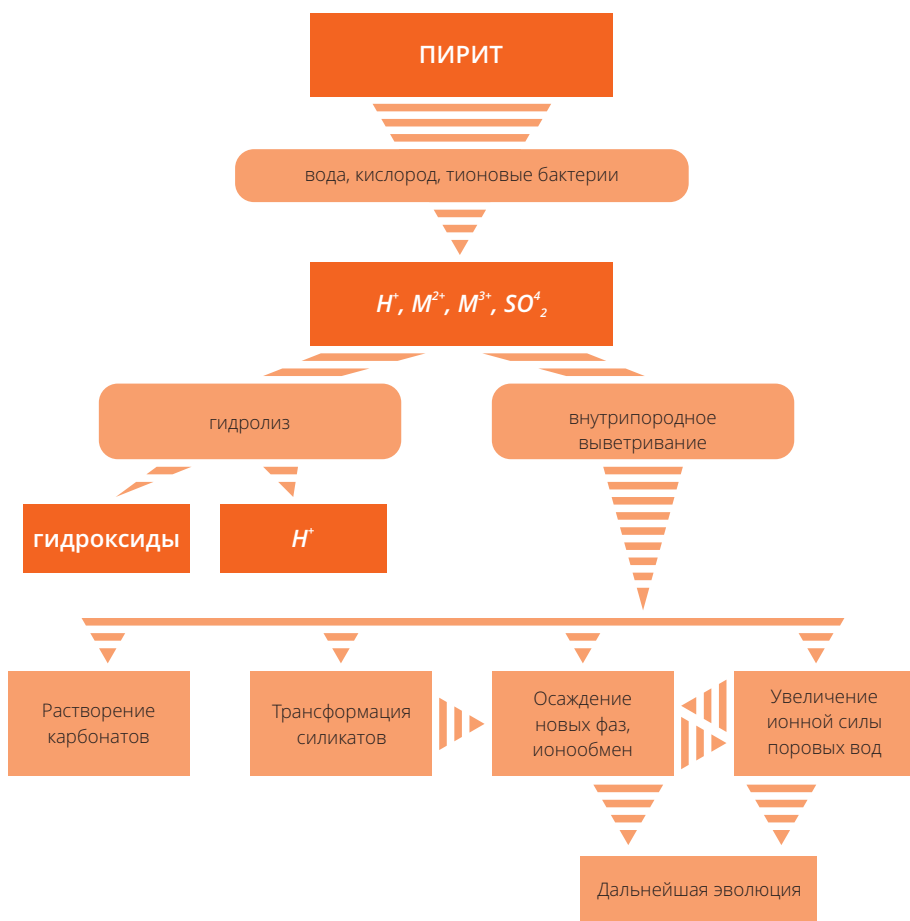 ПИРИТ
вода, кислород, тионовые бактерии
H⁺, M²⁺, M³⁺, SO⁴₂
гидролиз
внутрипородное
выветривание
гидроксиды
H⁺
Растворение
карбонатов
Трансформация
силикатов
Осаждение
новых фаз,
ионообмен
Увеличение
ионной силы
поровых вод
Дальнейшая эволюция